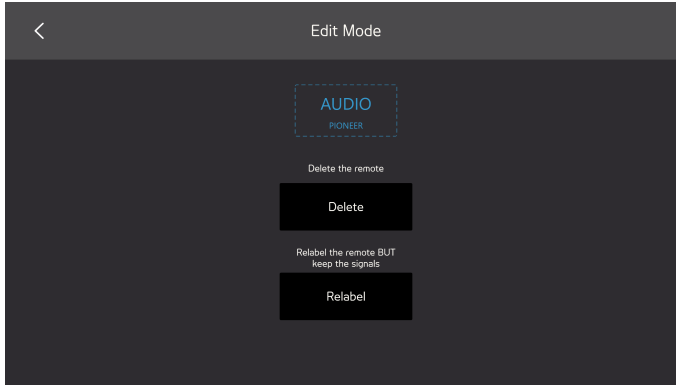 Edit Mode
AUDIO
PIONEER
Delete the remote
Delete
Relabel the remote BUT
keep the signals
Relabel